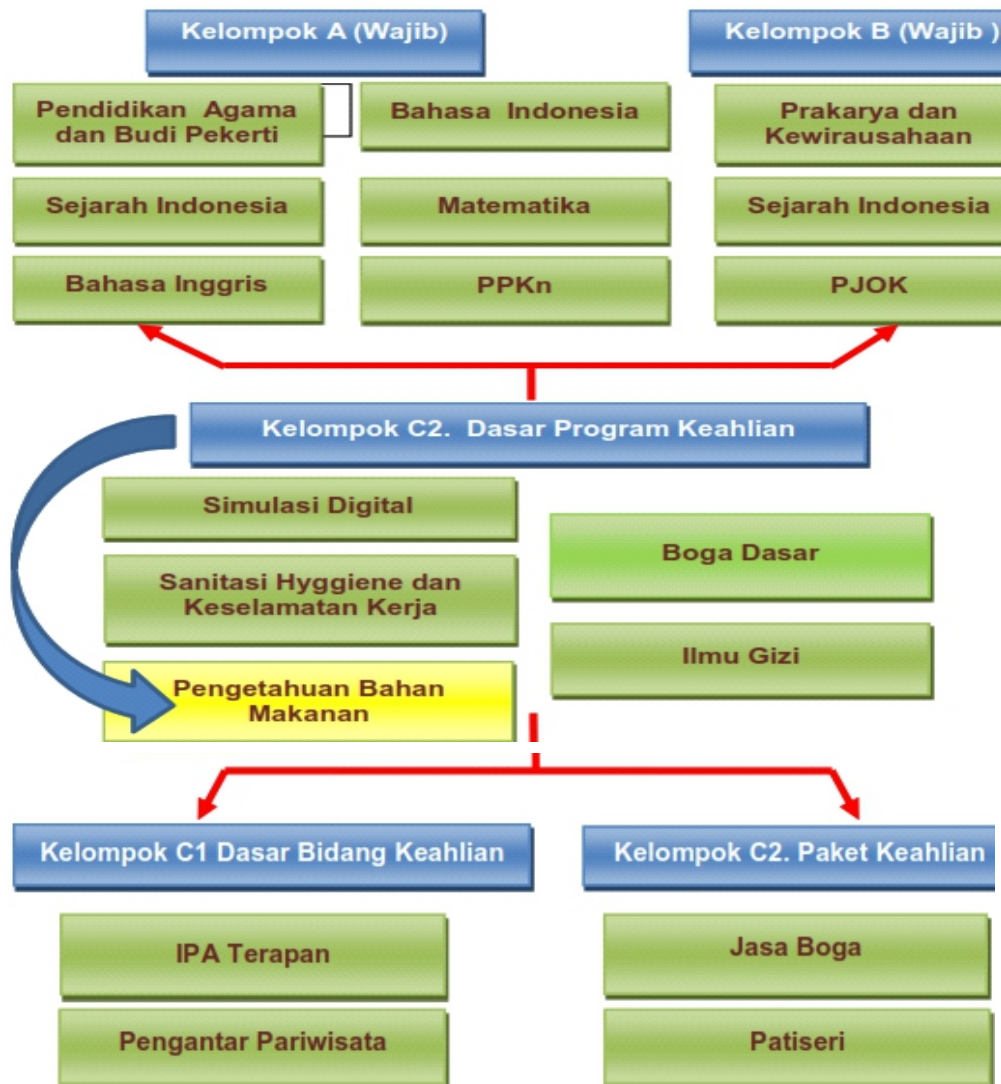 Kelompok A (Wajib)
Kelompok B (Wajib )
Pendidikan Agama
dan Budi Pekerti
Bahasa Indonesia
Prakarya dan
Kewirausahaan
Sejarah Indonesia
Matematika
Sejarah Indonesia
Bahasa Inggris
PPKn
PJOK
Kelompok C2. Dasar Program Keahlian
Simulasi Digital
Boga Dasar
Sanitasi Hyggiene dan
Keselamatan Kerja
Ilmu Gizi
Pengetahuan Bahan
Makanan
Kelompok C1 Dasar Bidang Keahlian
Kelompok C2. Paket Keahlian
IPA Terapan
Jasa Boga
Pengantar Pariwisata
Patiseri